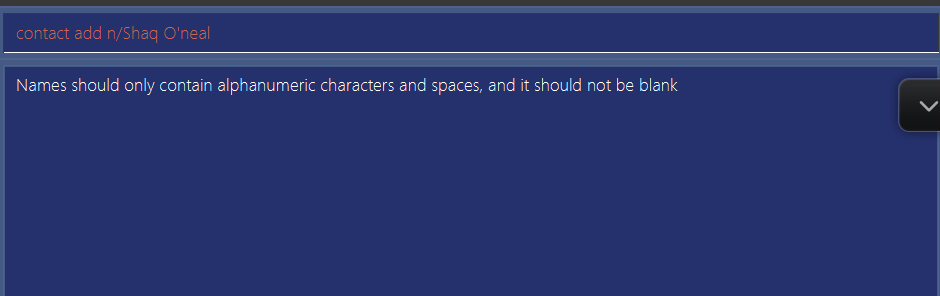 contact add n/Shaq O'neal
Names should only contain alphanumeric characters and spaces, and it should not be blank